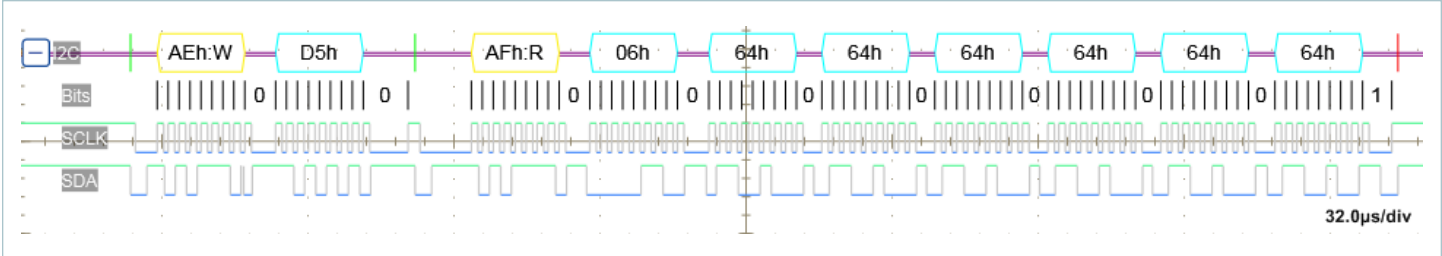 I2C AEh:W D5h AFh:R 06h 64h 64h 64h 64h 64h 64h
Bits 0 0 0 0 0 0 0 0 0 1
SCLK
SDA
32.0µs/div